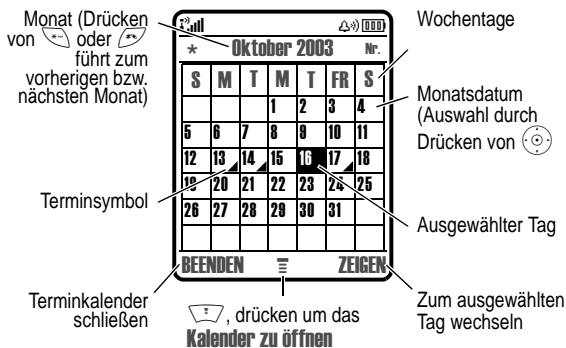 Monat (Drücken
von *~ oder #~
führt zum
vorherigen bzw.
nächsten Monat)
Terminsymbol
Terminkalender
schließen
* Oktober 2003 Nr.
S M T M T FR S
1 2 3 4
5 6 7 8 9 10 11
12 13 14 15 16 17 18
19 20 21 22 23 24 25
26 27 28 29 30 31
BEENDEN ZEIGEN
, drücken um das
Kalender zu öffnen
Wochentage
Monatsdatum
(Auswahl durch
Drücken von
Ausgewählter Tag
Zum ausgewählten
Tag wechseln